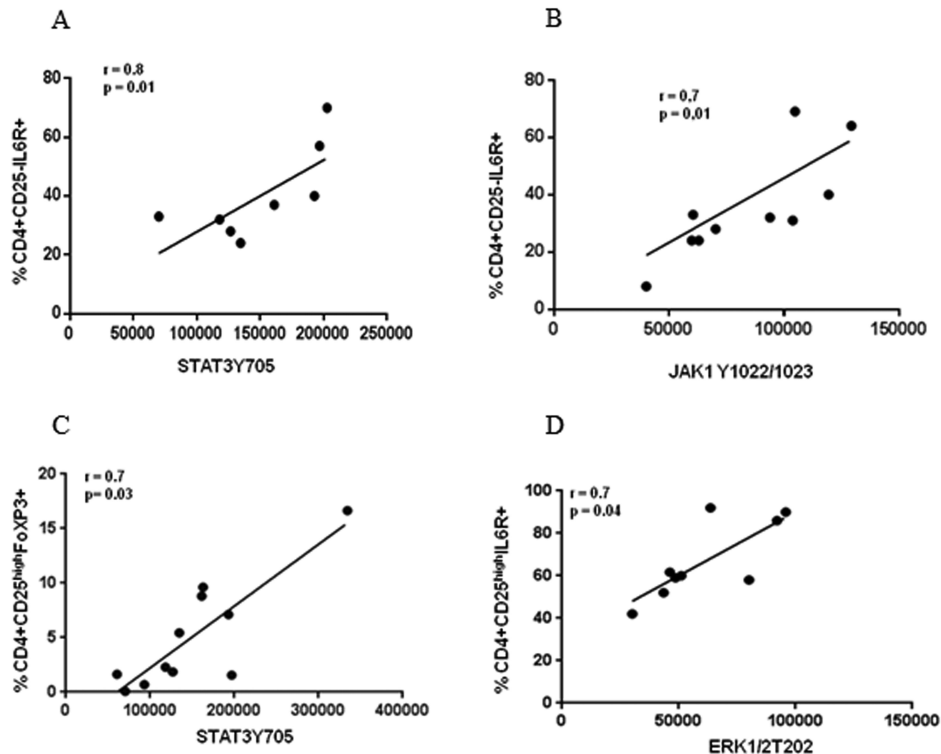 A
r = 0.8
p = 0.01
% CD4+CD25-IL6R+
80
60
40
20
0
0 50000 100000 150000 200000 250000
STAT3Y705
B
r = 0,7
p = 0,01
% CD4+CD25-IL6R+
80
60
40
20
0
0 50000 100000 150000
JAK1 Y1022/1023
C
r = 0.7
p= 0.03
% CD4+CD25highFoXP3+
20
15
10
5
0
0 100000 200000 300000 400000
STAT3Y705
D
r = 0.7
p = 0.04
% CD4+CD25highIL6R+
100
80
60
40
20
0
0 50000 100000 150000
ERK1/2T202